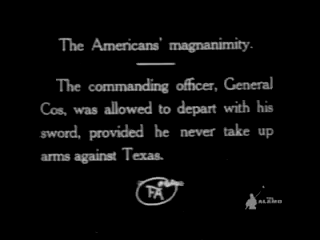 The Americans' magnanimity.
The commanding officer, General
Cos, was allowed to depart with his
sword, provided he never take up
arms against Texas.
FA
ALAMO